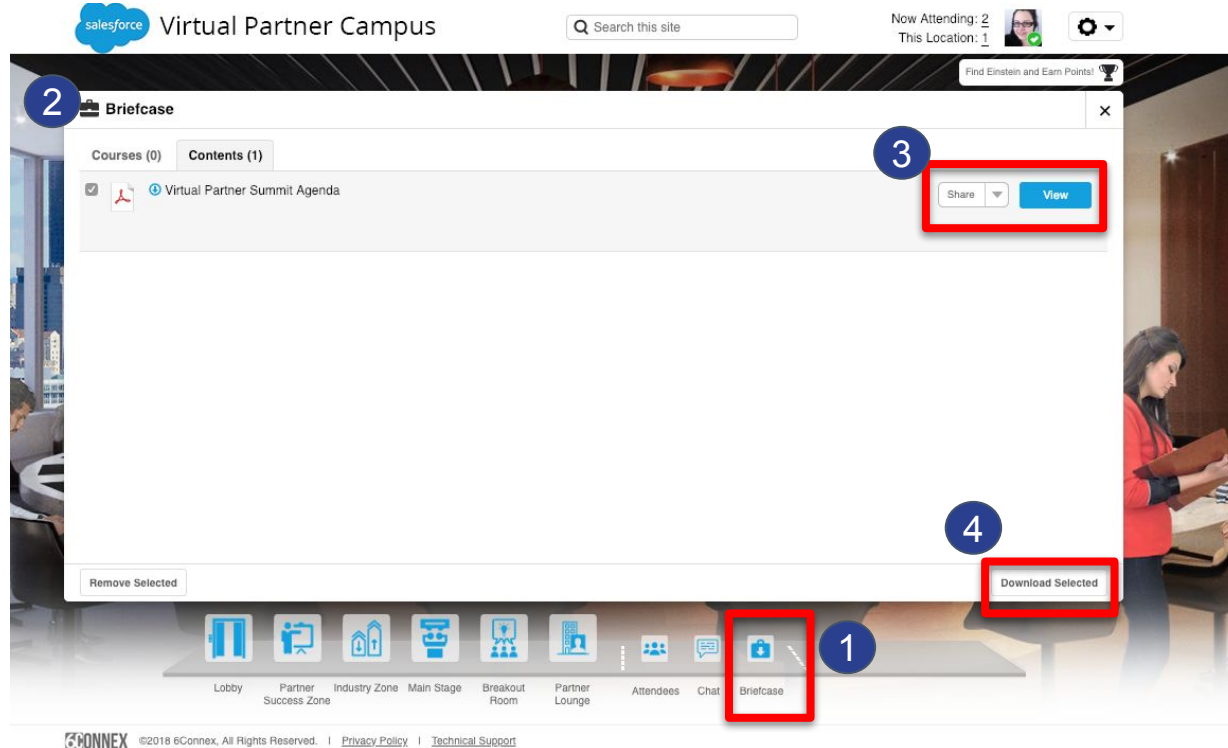 salesforce Virtual Partner Campus
Search this site
Now Attending: 2
This Location: 1
Find Einstein and Earn Points!
2
Briefcase
×
Courses (0) Contents (1)
3
Virtual Partner Summit Agenda
Share View
4
Remove Selected
Download Selected
1
Lobby
Partner
Success Zone
Industry Zone
Main Stage
Breakout
Room
Partner
Lounge
Attendees
Chat
Briefcase
6CONNEX ©2018 6Connex, All Rights Reserved. | Privacy Policy | Technical Support